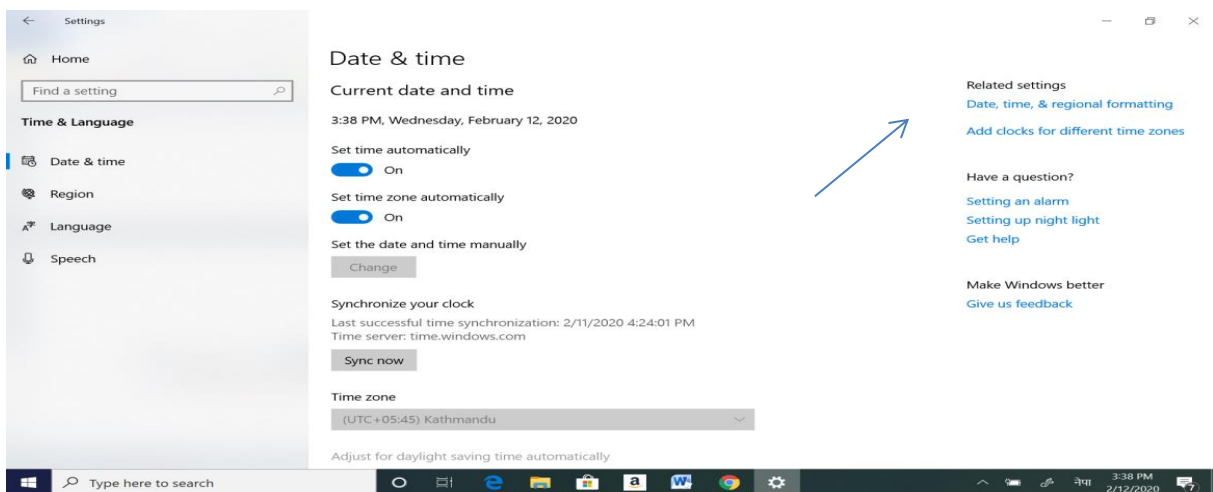 Settings
Home
Find a setting
Time & Language
Date & time
Region
Language
Speech
Date & time
Current date and time
3:38 PM, Wednesday, February 12, 2020
Set time automatically
On
Set time zone automatically
On
Set the date and time manually
Change
Synchronize your clock
Last successful time synchronization: 2/11/2020 4:24:01 PM
Time server: time.windows.com
Sync now
Time zone
(UTC+05:45) Kathmandu
Adjust for daylight saving time automatically
Related settings
Date, time, & regional formatting
Add clocks for different time zones
Have a question?
Setting an alarm
Setting up night light
Get help
Make Windows better
Give us feedback
Type here to search
a
W
नेपा
3:38 PM
2/12/2020
7